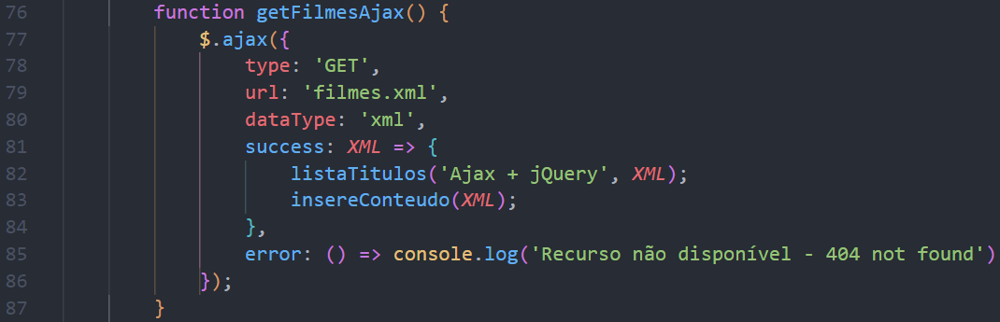 76 function getFilmesAjax() {
77 $.ajax({
78 type: 'GET',
79 url: 'filmes.xml',
80 dataType: 'xml',
81 success: XML => {
82 listaTitulos('Ajax + jQuery', XML);
83 insereConteudo(XML);
84 },
85 error: () => console.log('Recurso não disponível - 404 not found')
86 });
87 }